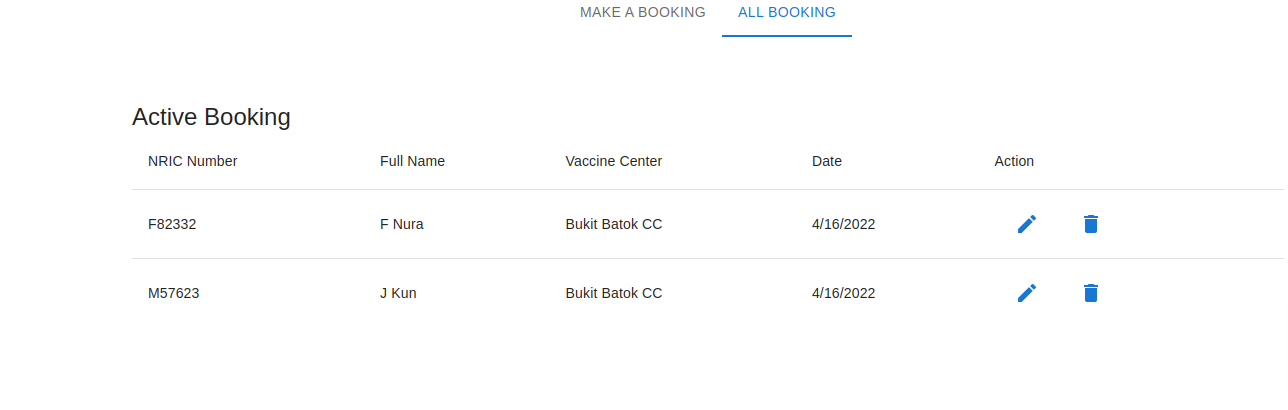 MAKE A BOOKING ALL BOOKING
Active Booking
NRIC Number Full Name Vaccine Center Date Action
F82332 F Nura Bukit Batok CC 4/16/2022
M57623 J Kun Bukit Batok CC 4/16/2022